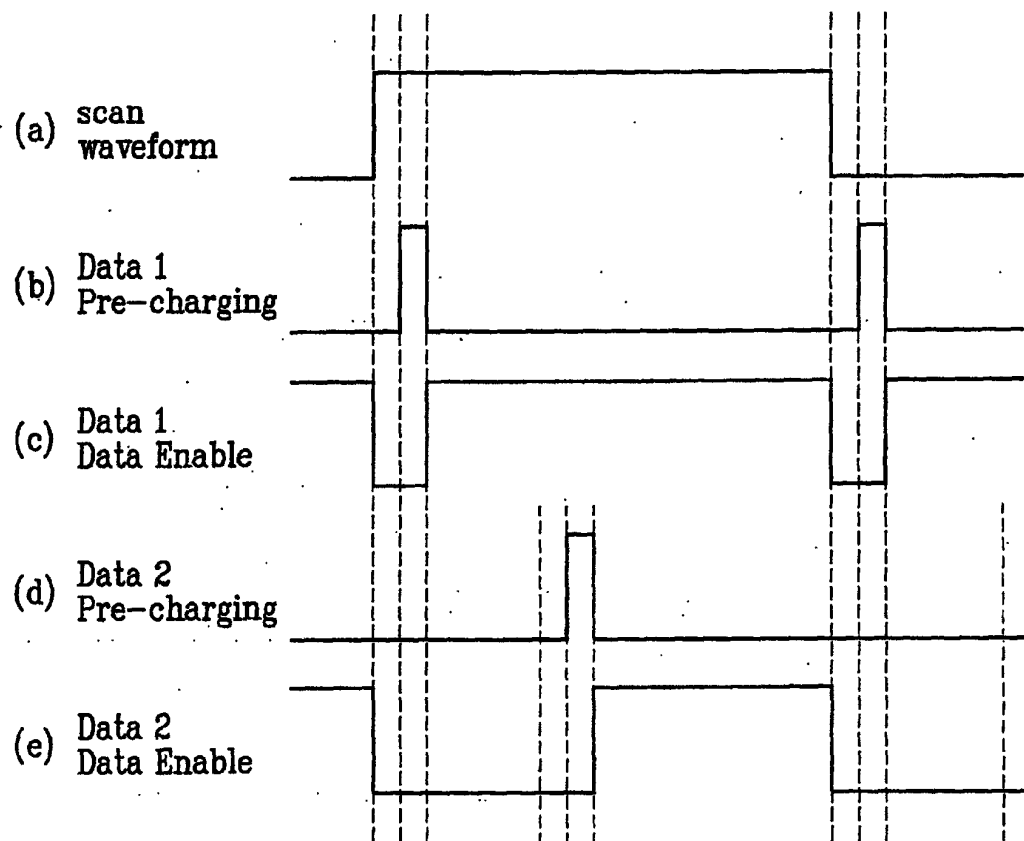 (a) scan
waveform
(b) Data 1
Pre-charging
(c) Data 1
Data Enable
(d) Data 2
Pre-charging
(e) Data 2
Data Enable